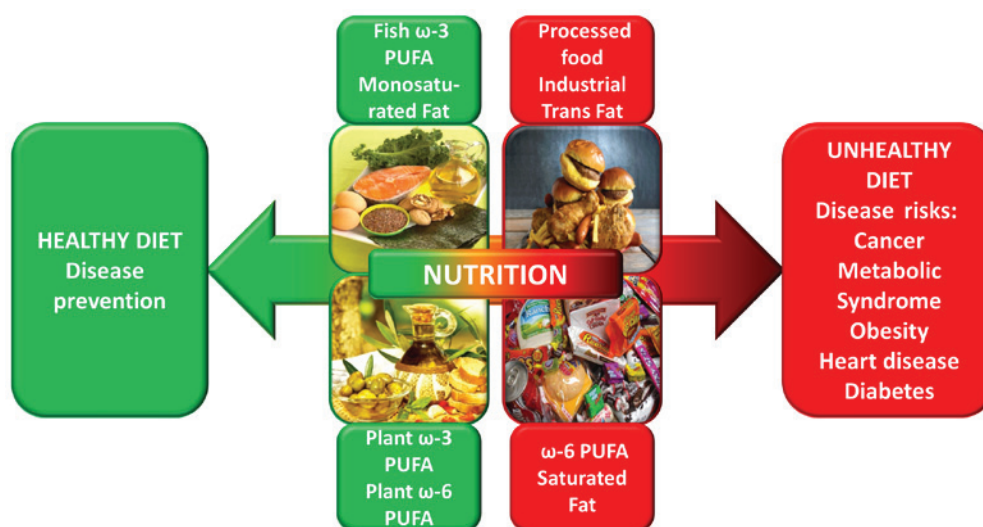 Fish ω-3
PUFA
Monosatu-
rated Fat
Processed
food
Industrial
Trans Fat
HEALTHY DIET
Disease
prevention
NUTRITION
UNHEALTHY
DIET
Disease risks:
Cancer
Metabolic
Syndrome
Obesity
Heart disease
Diabetes
Plant ω-3
PUFA
Plant ω-6
PUFA
ω-6 PUFA
Saturated
Fat